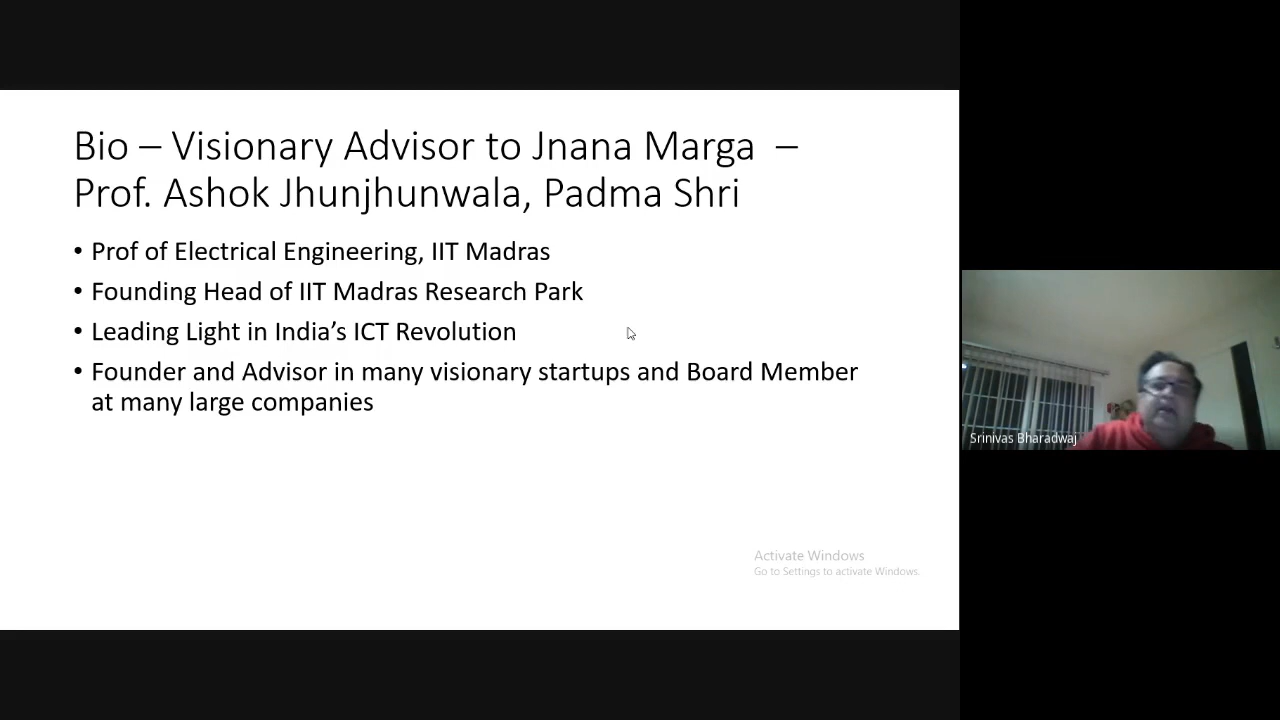 Bio – Visionary Advisor to Jnana Marga –
Prof. Ashok Jhunjhunwala, Padma Shri
• Prof of Electrical Engineering, IIT Madras
• Founding Head of IIT Madras Research Park
• Leading Light in India’s ICT Revolution
• Founder and Advisor in many visionary startups and Board Member
at many large companies
Srinivas Bharadwaj
Activate Windows
Go to Settings to activate Windows.